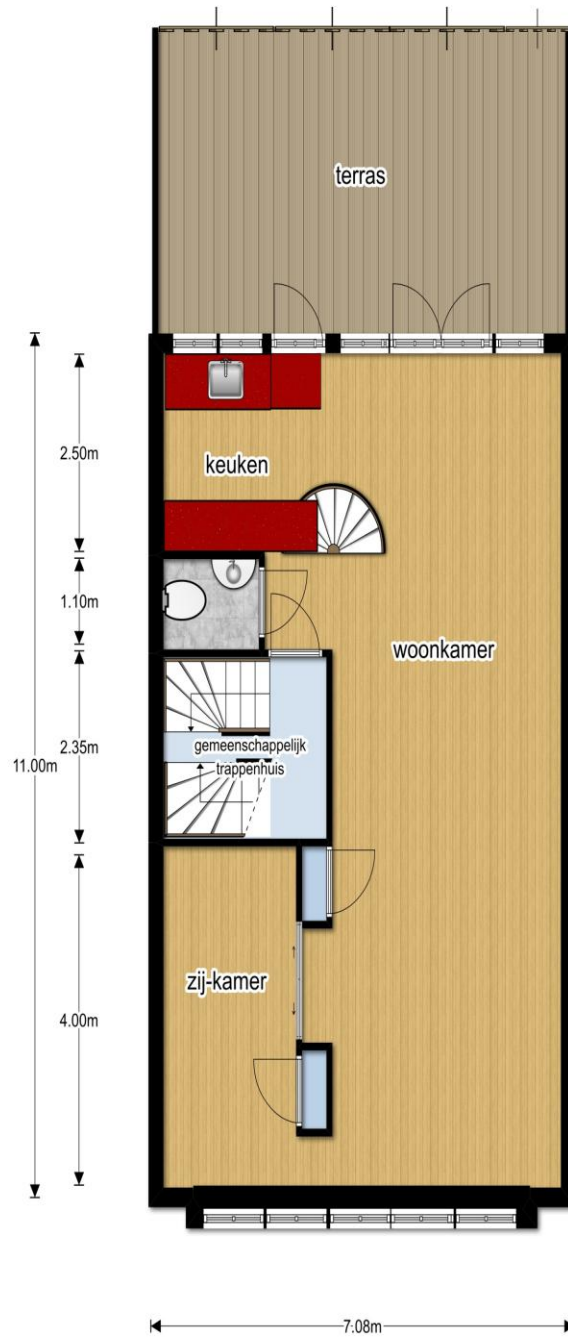 terras
2.50m
keuken
1.10m
woonkamer
11.00m
2.35m
gemeenschappelijk
trappenhuis
zij-kamer
4.00m
7.08m